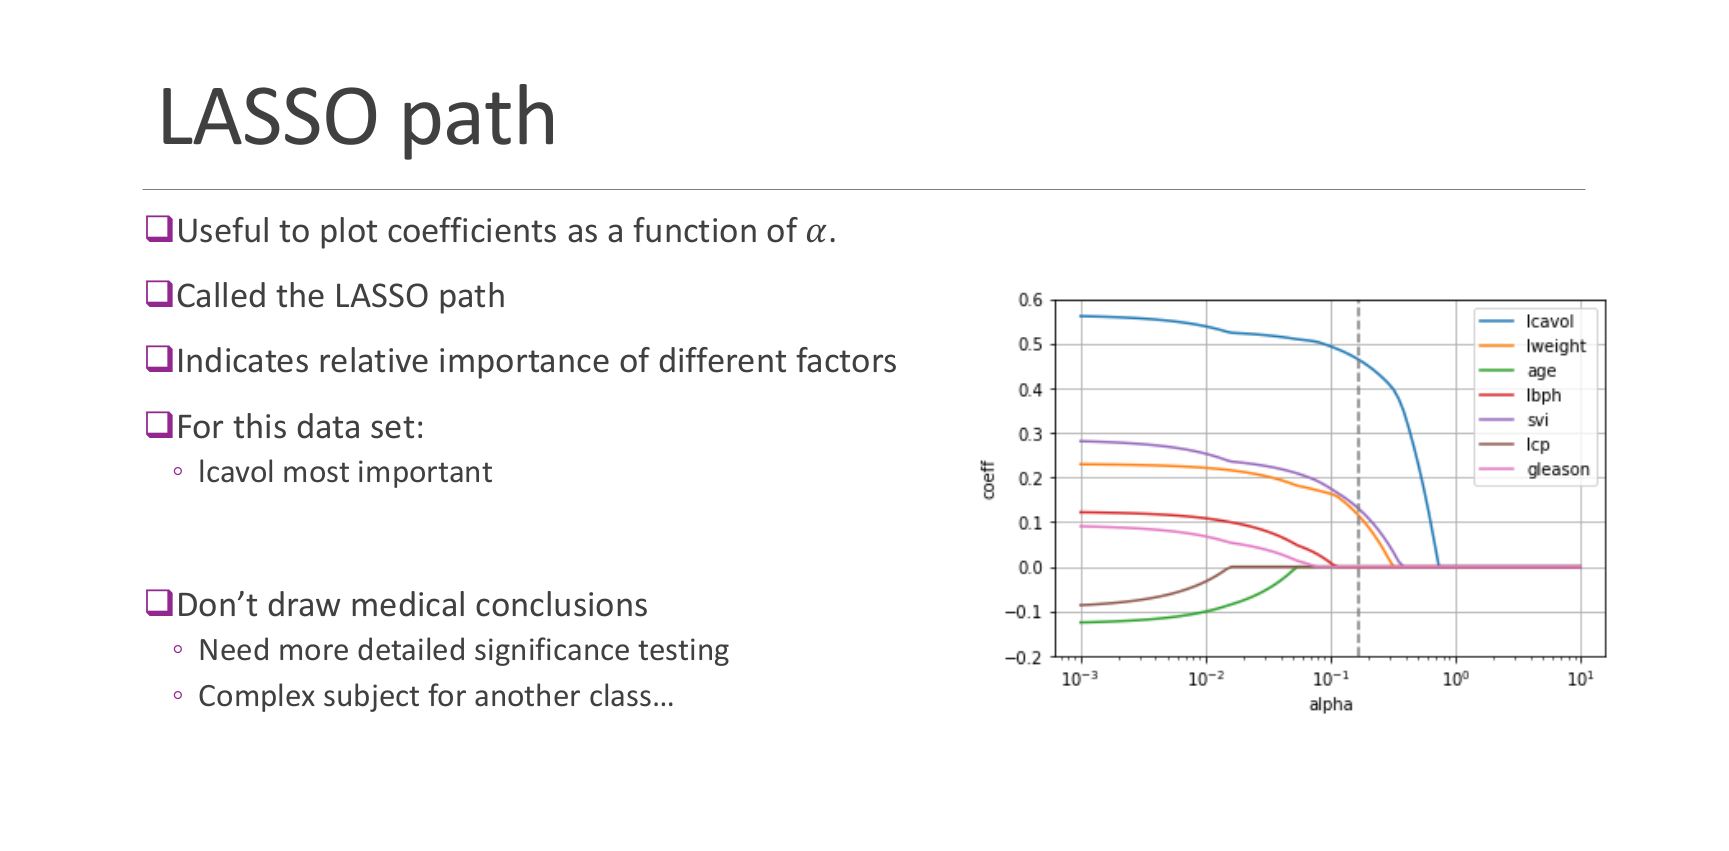 LASSO path
❑Useful to plot coefficients as a function of α.
❑Called the LASSO path
❑Indicates relative importance of different factors
❑For this data set:
◦ lcavol most important
❑Don’t draw medical conclusions
◦ Need more detailed significance testing
◦ Complex subject for another class…
0.6
0.5
0.4
0.3
0.2
0.1
0.0
−0.1
−0.2
coeff
10⁻³ 10⁻² 10⁻¹ 10⁰ 10¹
alpha
lcavol
lweight
age
lbph
svi
lcp
gleason